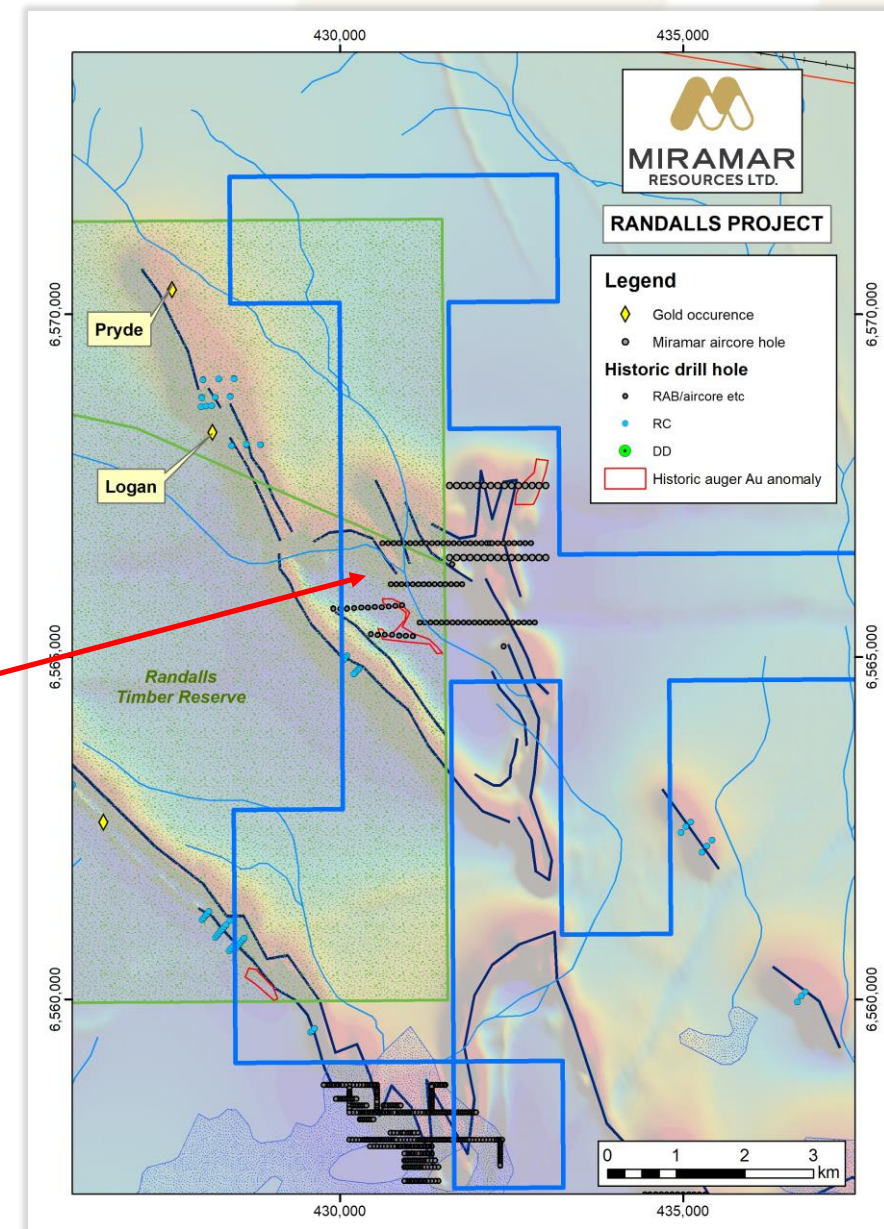 430,000
435,000
MIRAMAR
RESOURCES LTD.
RANDALLS PROJECT
Legend
Gold occurence
Miramar aircore hole
Historic drill hole
RAB/aircore etc
RC
DD
Historic auger Au anomaly
6,570,000
6,570,000
Pryde
Logan
6,565,000
6,565,000
Randalls
Timber Reserve
6,560,000
6,560,000
0 1 2 3
km
430,000
435,000